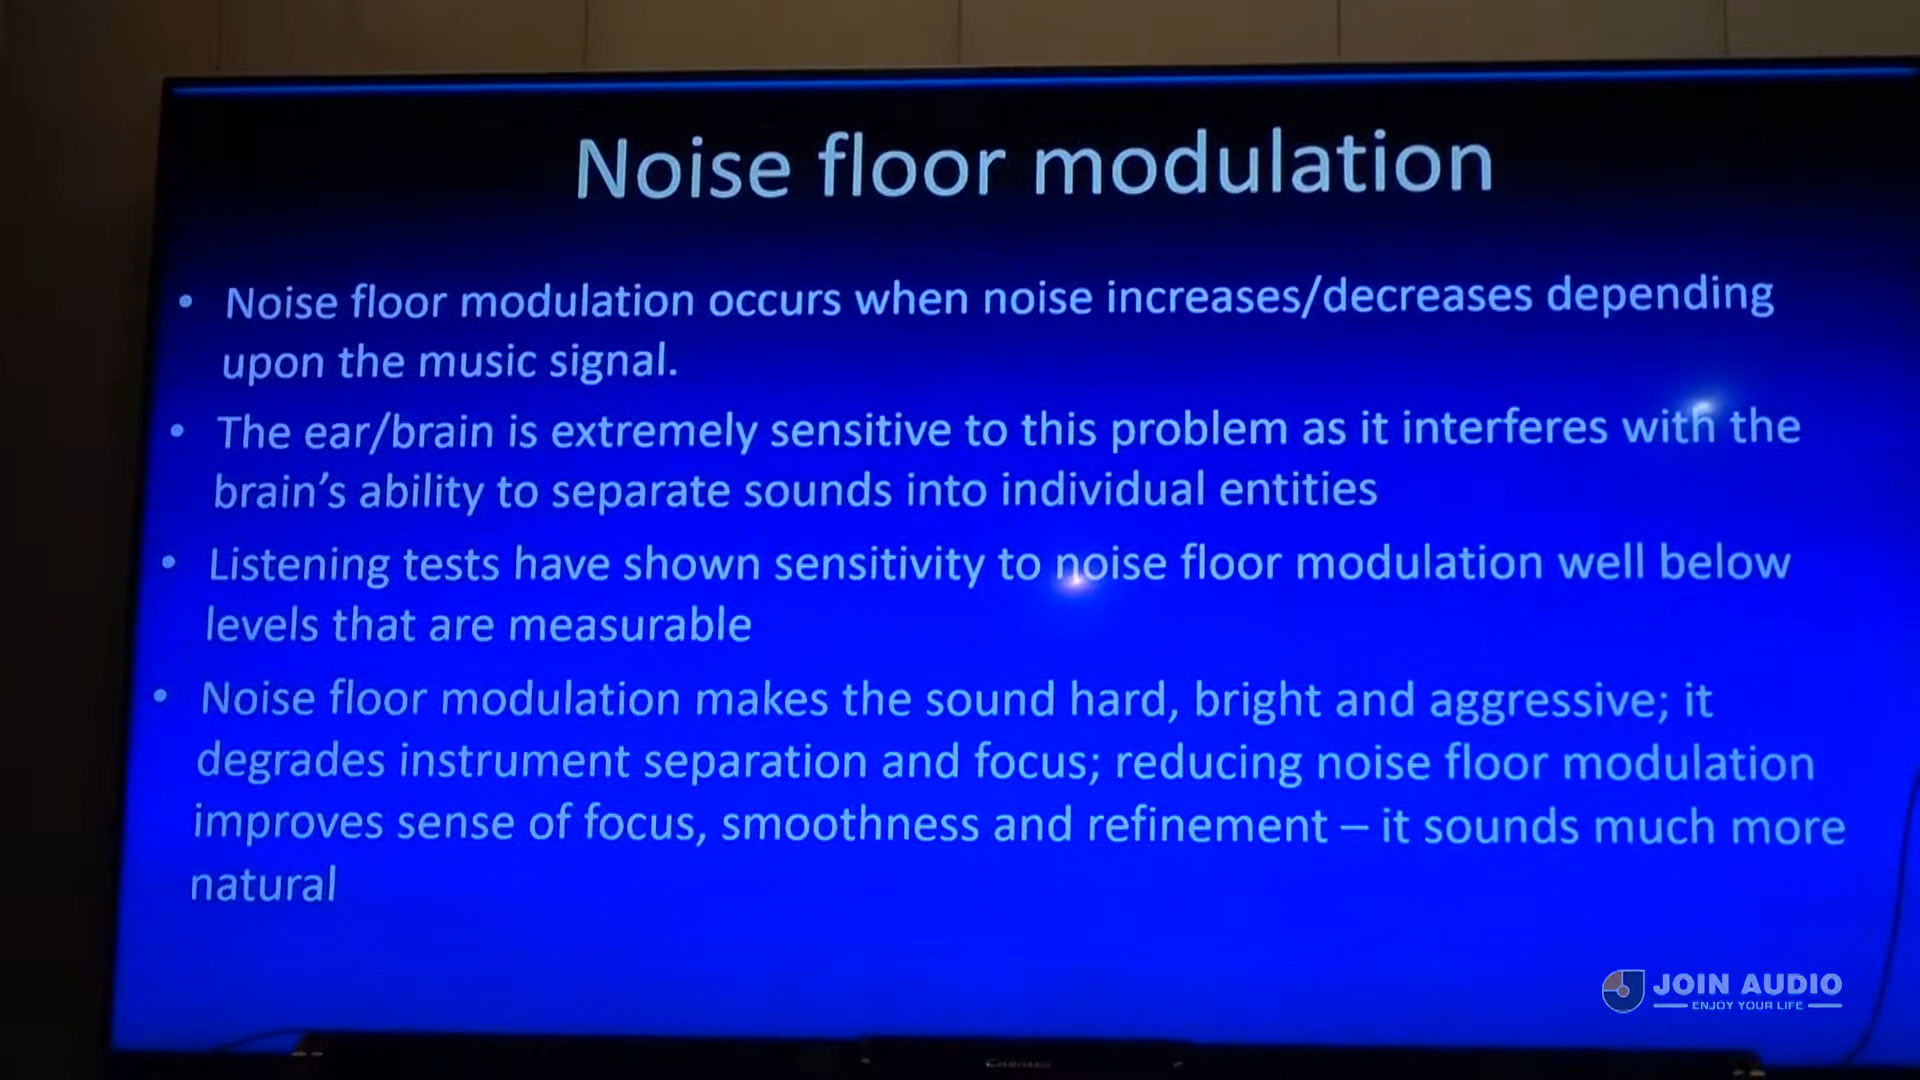 Noise floor modulation
• Noise floor modulation occurs when noise increases/decreases depending
upon the music signal.
• The ear/brain is extremely sensitive to this problem as it interferes with the
brain’s ability to separate sounds into individual entities
• Listening tests have shown sensitivity to noise floor modulation well below
levels that are measurable
• Noise floor modulation makes the sound hard, bright and aggressive; it
degrades instrument separation and focus; reducing noise floor modulation
improves sense of focus, smoothness and refinement – it sounds much more
natural
JOIN AUDIO
ENJOY YOUR LIFE